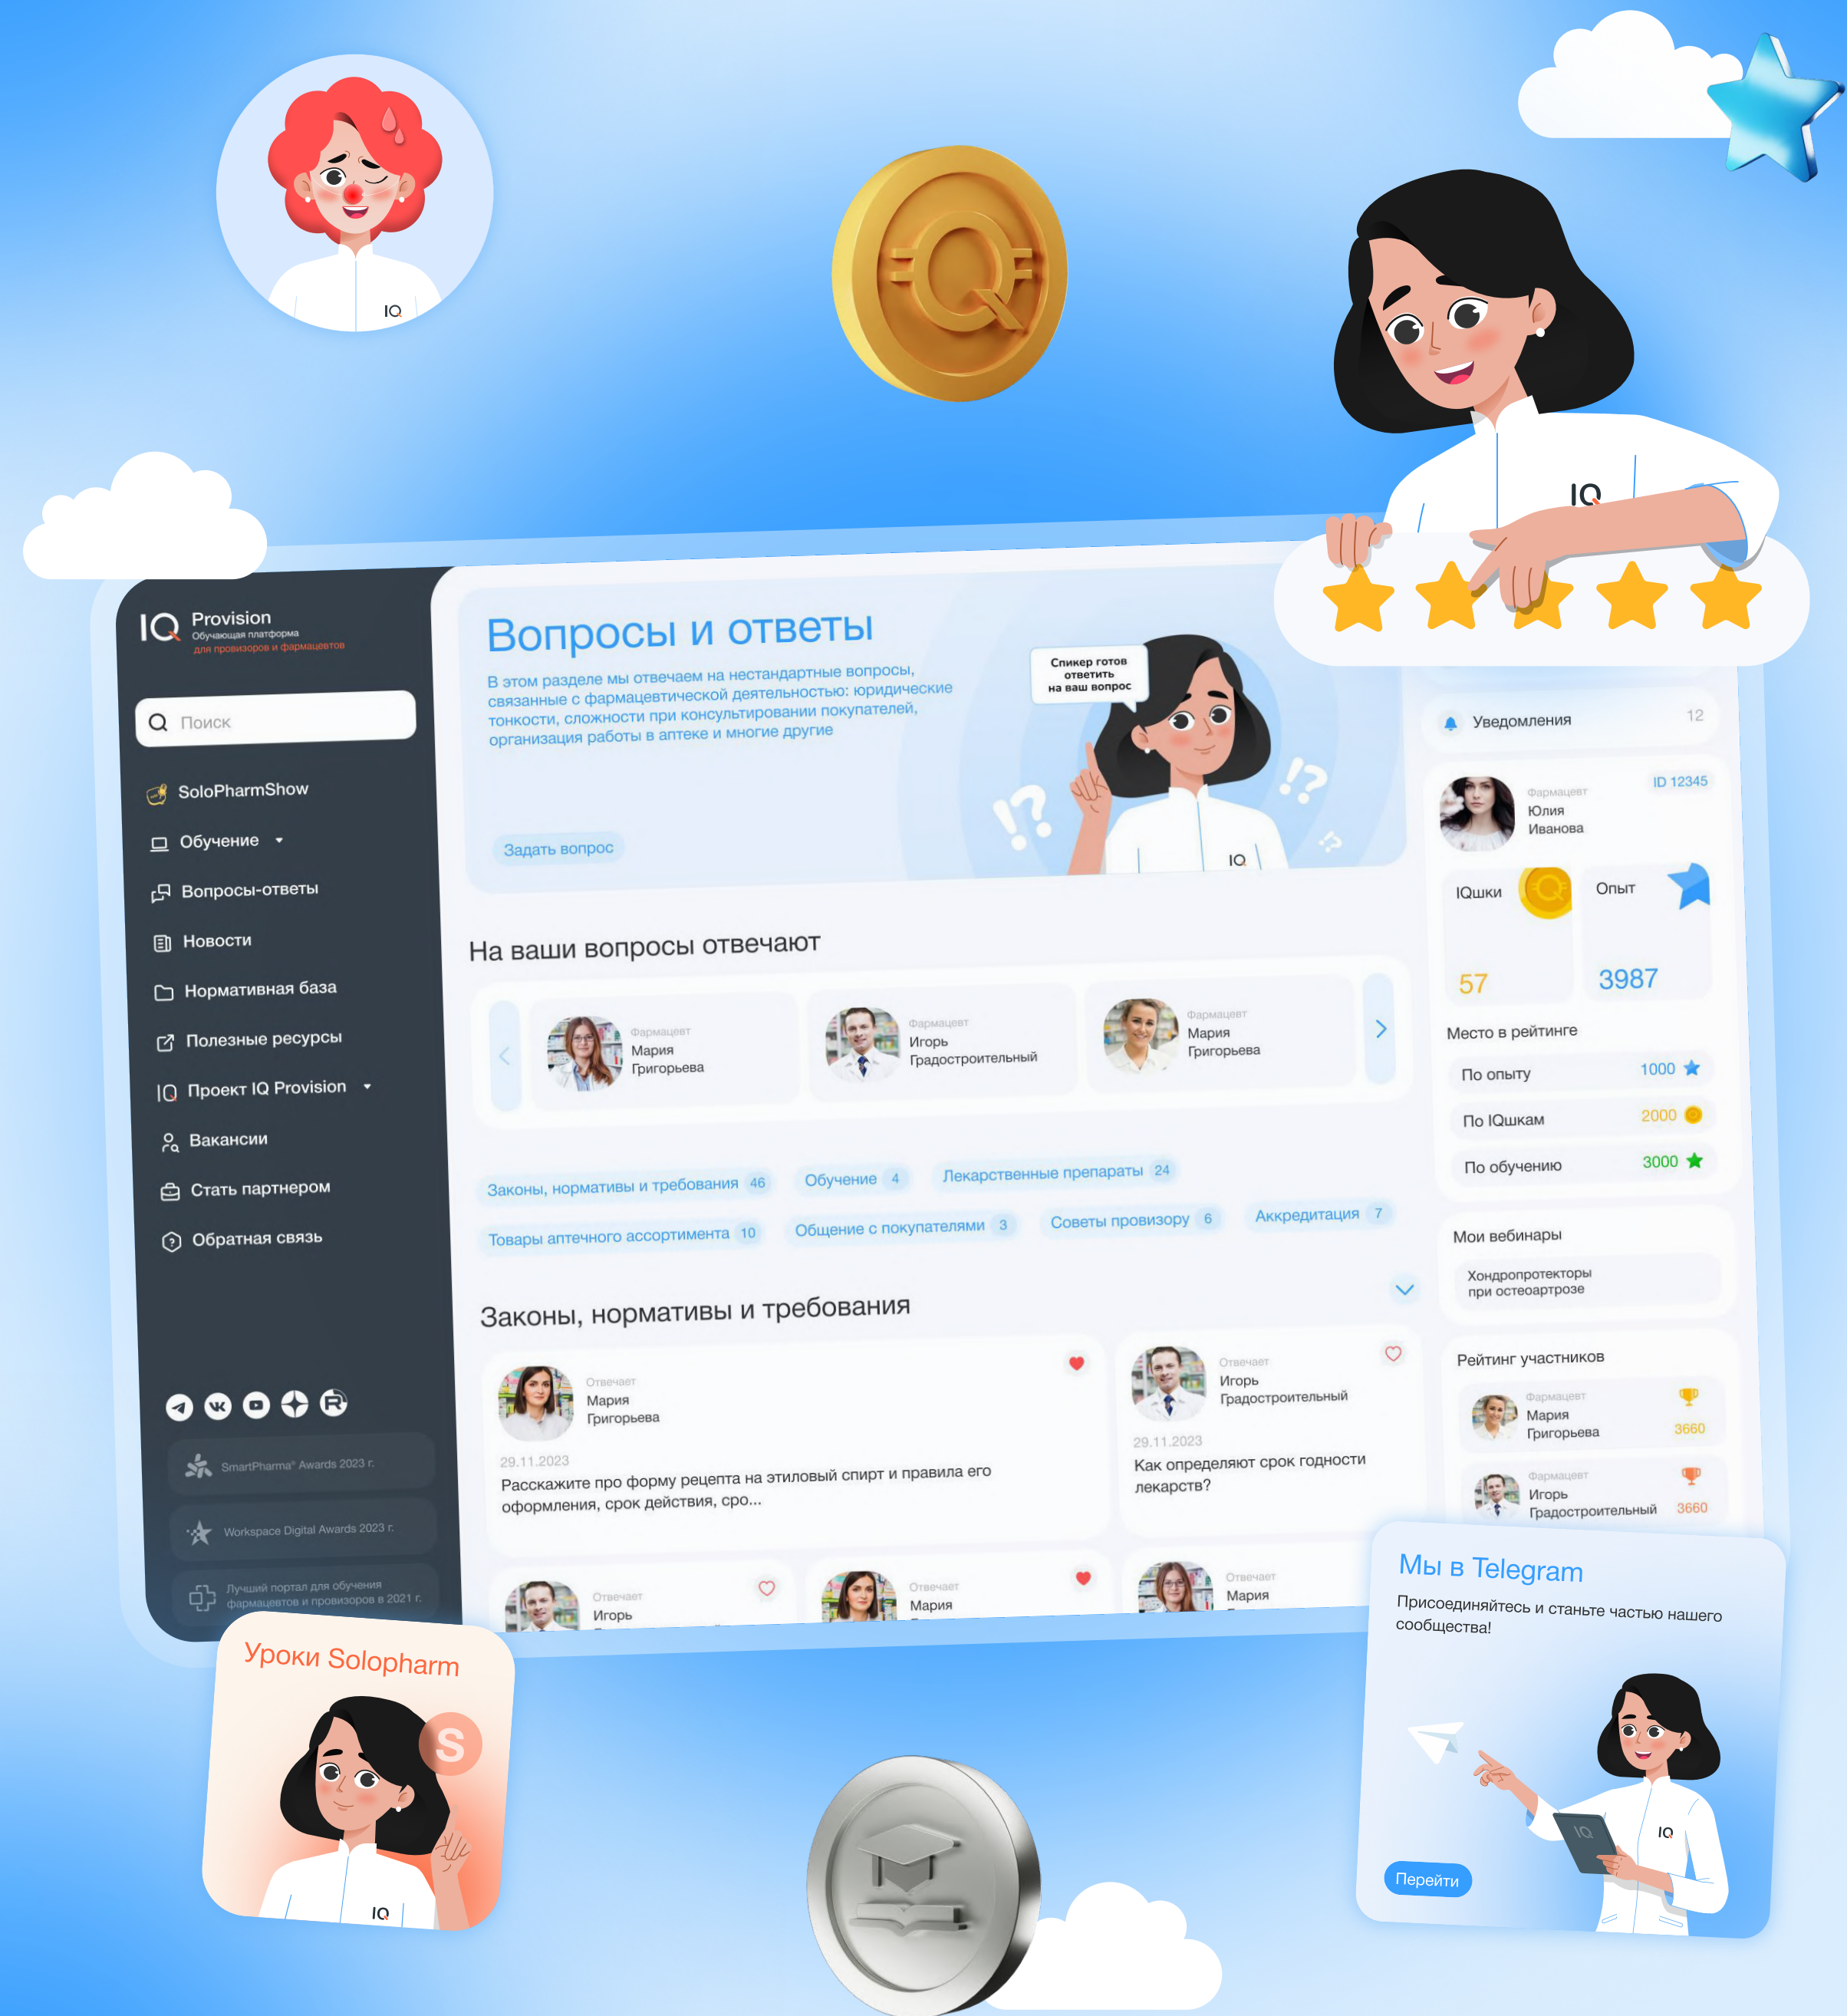 IQ
IQ
IQ
Provision
Обучающая платформа
для провизоров и фармацевтов
Поиск
SoloPharmShow
Обучение
Вопросы-ответы
Новости
Нормативная база
Полезные ресурсы
IQ Проект IQ Provision
Вакансии
Стать партнером
Обратная связь
SmartPharma® Awards 2023 г.
Workspace Digital Awards 2023 г.
Лучший портал для обучения
фармацевтов и провизоров в 2021 г.
Вопросы и ответы
В этом разделе мы отвечаем на нестандартные вопросы,
связанные с фармацевтической деятельностью: юридические
тонкости, сложности при консультировании покупателей,
организация работы в аптеке и многие другие
Задать вопрос
Спикер готов
ответить
на ваш вопрос
!?
!?
!?
IQ
На ваши вопросы отвечают
Фармацевт
Мария
Григорьева
Фармацевт
Игорь
Градостроительный
Фармацевт
Мария
Григорьева
Законы, нормативы и требования 46
Обучение 4
Лекарственные препараты 24
Товары аптечного ассортимента 10
Общение с покупателями 3
Советы провизору 6
Аккредитация 7
Законы, нормативы и требования
Отвечает
Мария
Григорьева
29.11.2023
Расскажите про форму рецепта на этиловый спирт и правила его
оформления, срок действия, сро...
Отвечает
Игорь
Градостроительный
29.11.2023
Как определяют срок годности
лекарств?
Отвечает
Игорь
Отвечает
Мария
Отвечает
Мария
Уведомления 12
ID 12345
Фармацевт
Юлия
Иванова
IQшки
57
Опыт
3987
Место в рейтинге
По опыту 1000
По IQшкам 2000
По обучению 3000
Мои вебинары
Хондропротекторы
при остеоартрозе
Рейтинг участников
Фармацевт
Мария
Григорьева
3660
Фармацевт
Игорь
Градостроительный
3660
Уроки Solopharm
S
IQ
Мы в Telegram
Присоединяйтесь и станьте частью нашего
сообщества!
IQ
IQ
Перейти